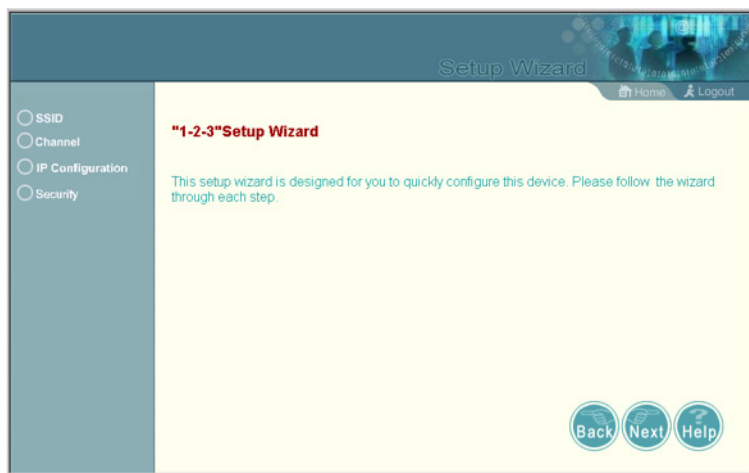 Setup Wizard
Home Logout
SSID
Channel
IP Configuration
Security
"1-2-3"Setup Wizard
This setup wizard is designed for you to quickly configure this device. Please follow the wizard
through each step.
Back Next Help